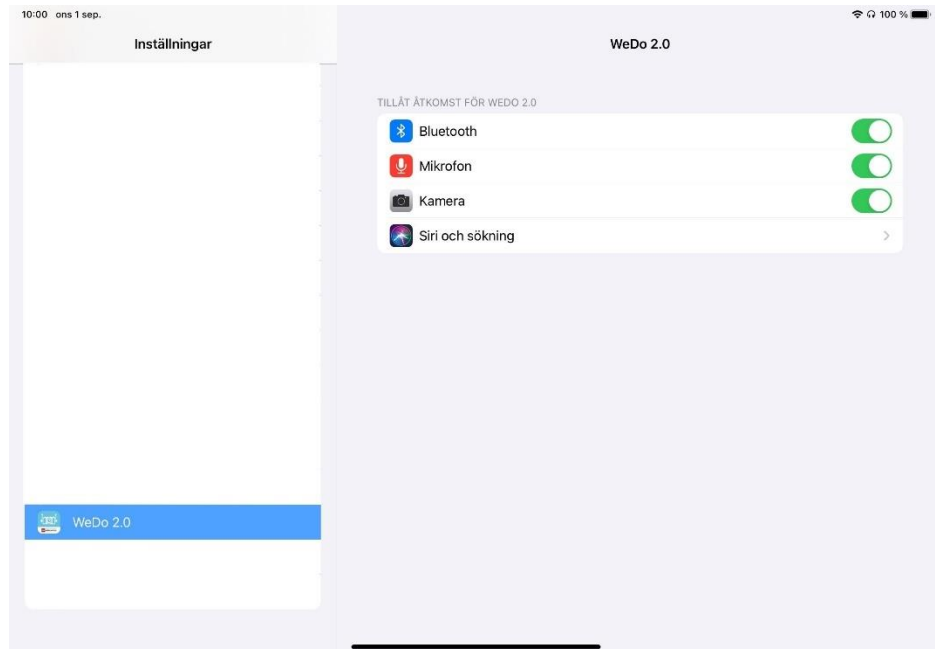 10:00 ons 1 sep.
100 %
Inställningar
WeDo 2.0
TILLÅT ÅTKOMST FÖR WEDO 2.0
Bluetooth
Mikrofon
Kamera
Siri och sökning
WeDo 2.0